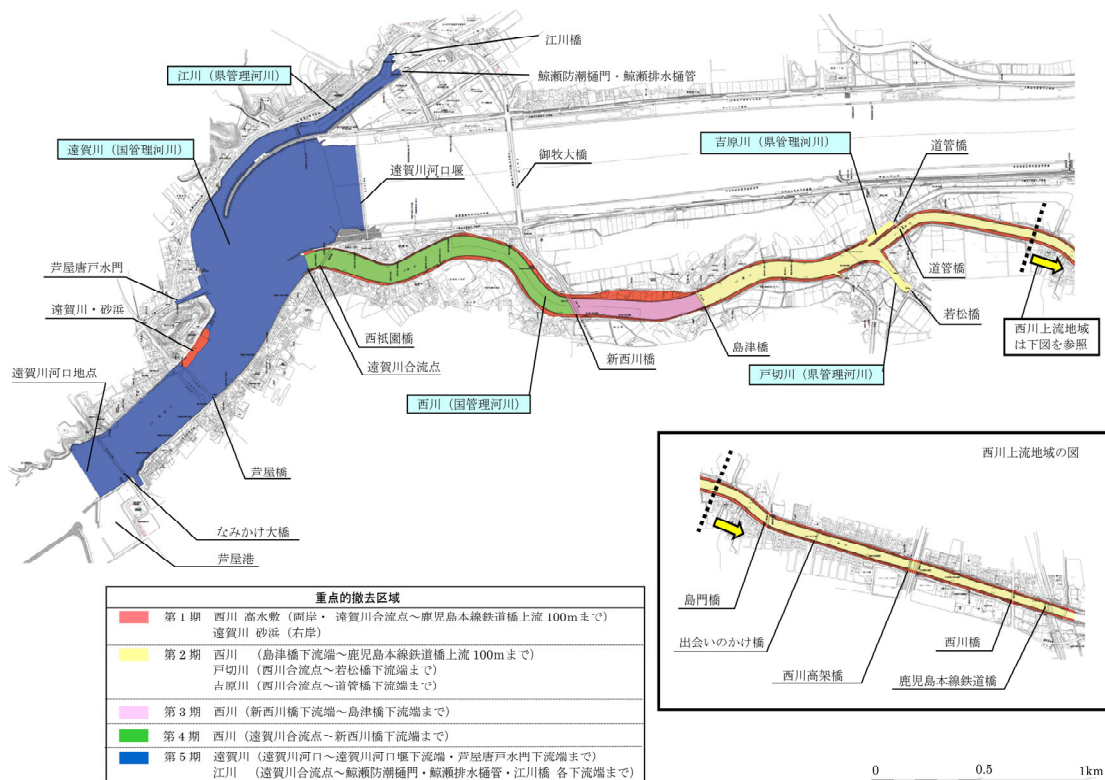 江川橋
江川（県管理河川）
鯨瀬防潮樋門・鯨瀬排水樋管
遠賀川（国管理河川）
遠賀川河口堰
御牧大橋
吉原川（県管理河川）
道管橋
芦屋唐戸水門
遠賀川・砂浜
道管橋
若松橋
西川上流地域
は下図を参照
西祇園橋
遠賀川合流点
新西川橋
島津橋
戸切川（県管理河川）
遠賀川河口地点
西川（国管理河川）
芦屋橋
なみかけ大橋
芦屋港
西川上流地域の図
島門橋
出会いのかけ橋
西川高架橋
西川橋
鹿児島本線鉄道橋
重点的撤去区域
第１期 西川 高水敷（両岸・ 遠賀川合流点～鹿児島本線鉄道橋上流 100mまで）
遠賀川 砂浜（右岸）
第２期 西川 （島津橋下流端～鹿児島本線鉄道橋上流 100mまで）
戸切川（西川合流点～若松橋下流端まで）
吉原川（西川合流点～道管橋下流端まで）
第３期 西川（新西川橋下流端～島津橋下流端まで）
第４期 西川（遠賀川合流点～新西川橋下流端まで）
第５期 遠賀川（遠賀川河口～遠賀川河口堰下流端・芦屋唐戸水門下流端まで）
江川 （遠賀川合流点～鯨瀬防潮樋門・鯨瀬排水樋管・江川橋 各下流端まで）
0 0.5 1km